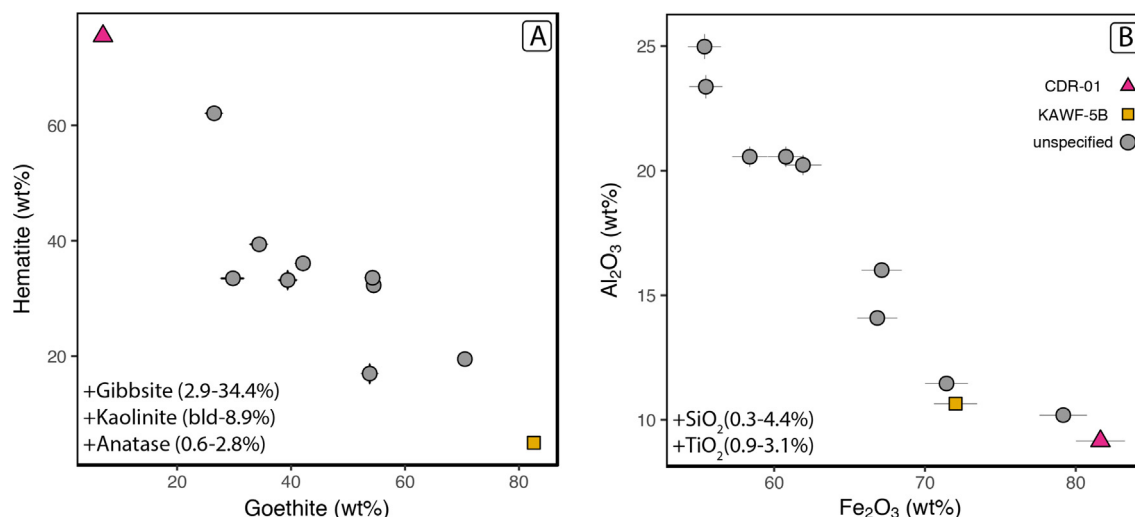 A
60
40
20
Hematite (wt%)
+Gibbsite (2.9-34.4%)
+Kaolinite (bld-8.9%)
+Anatase (0.6-2.8%)
20 40 60 80
Goethite (wt%)
B
CDR-01
KAWF-5B
unspecified
25
20
15
10
Al₂O₃ (wt%)
+SiO₂(0.3-4.4%)
+TiO₂(0.9-3.1%)
60 70 80
Fe₂O₃ (wt%)